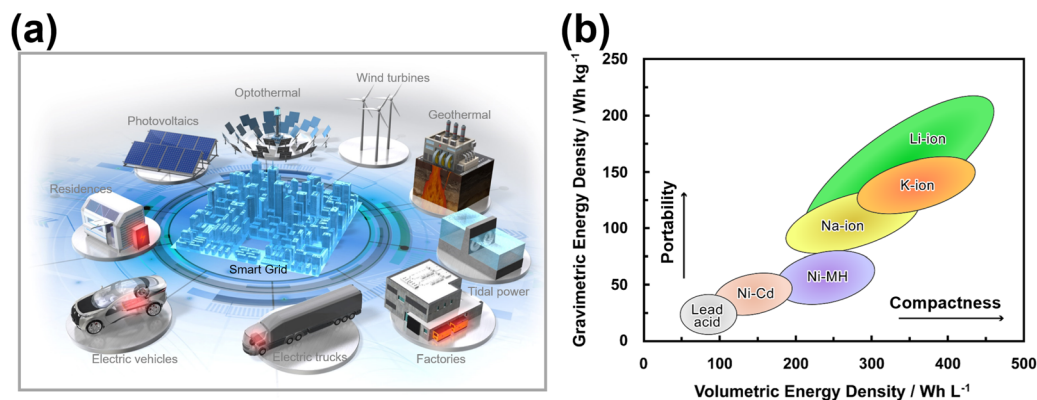 (a)
Wind turbines
Optothermal
Photovoltaics
Geothermal
Residences
Smart Grid
Tidal power
Electric vehicles
Electric trucks
Factories
(b)
Gravimetric Energy Density / Wh kg⁻¹
250
200
150
100
50
0
Portability
Li-ion
K-ion
Na-ion
Ni-MH
Ni-Cd
Lead
acid
Compactness
0
100
200
300
400
500
Volumetric Energy Density / Wh L⁻¹